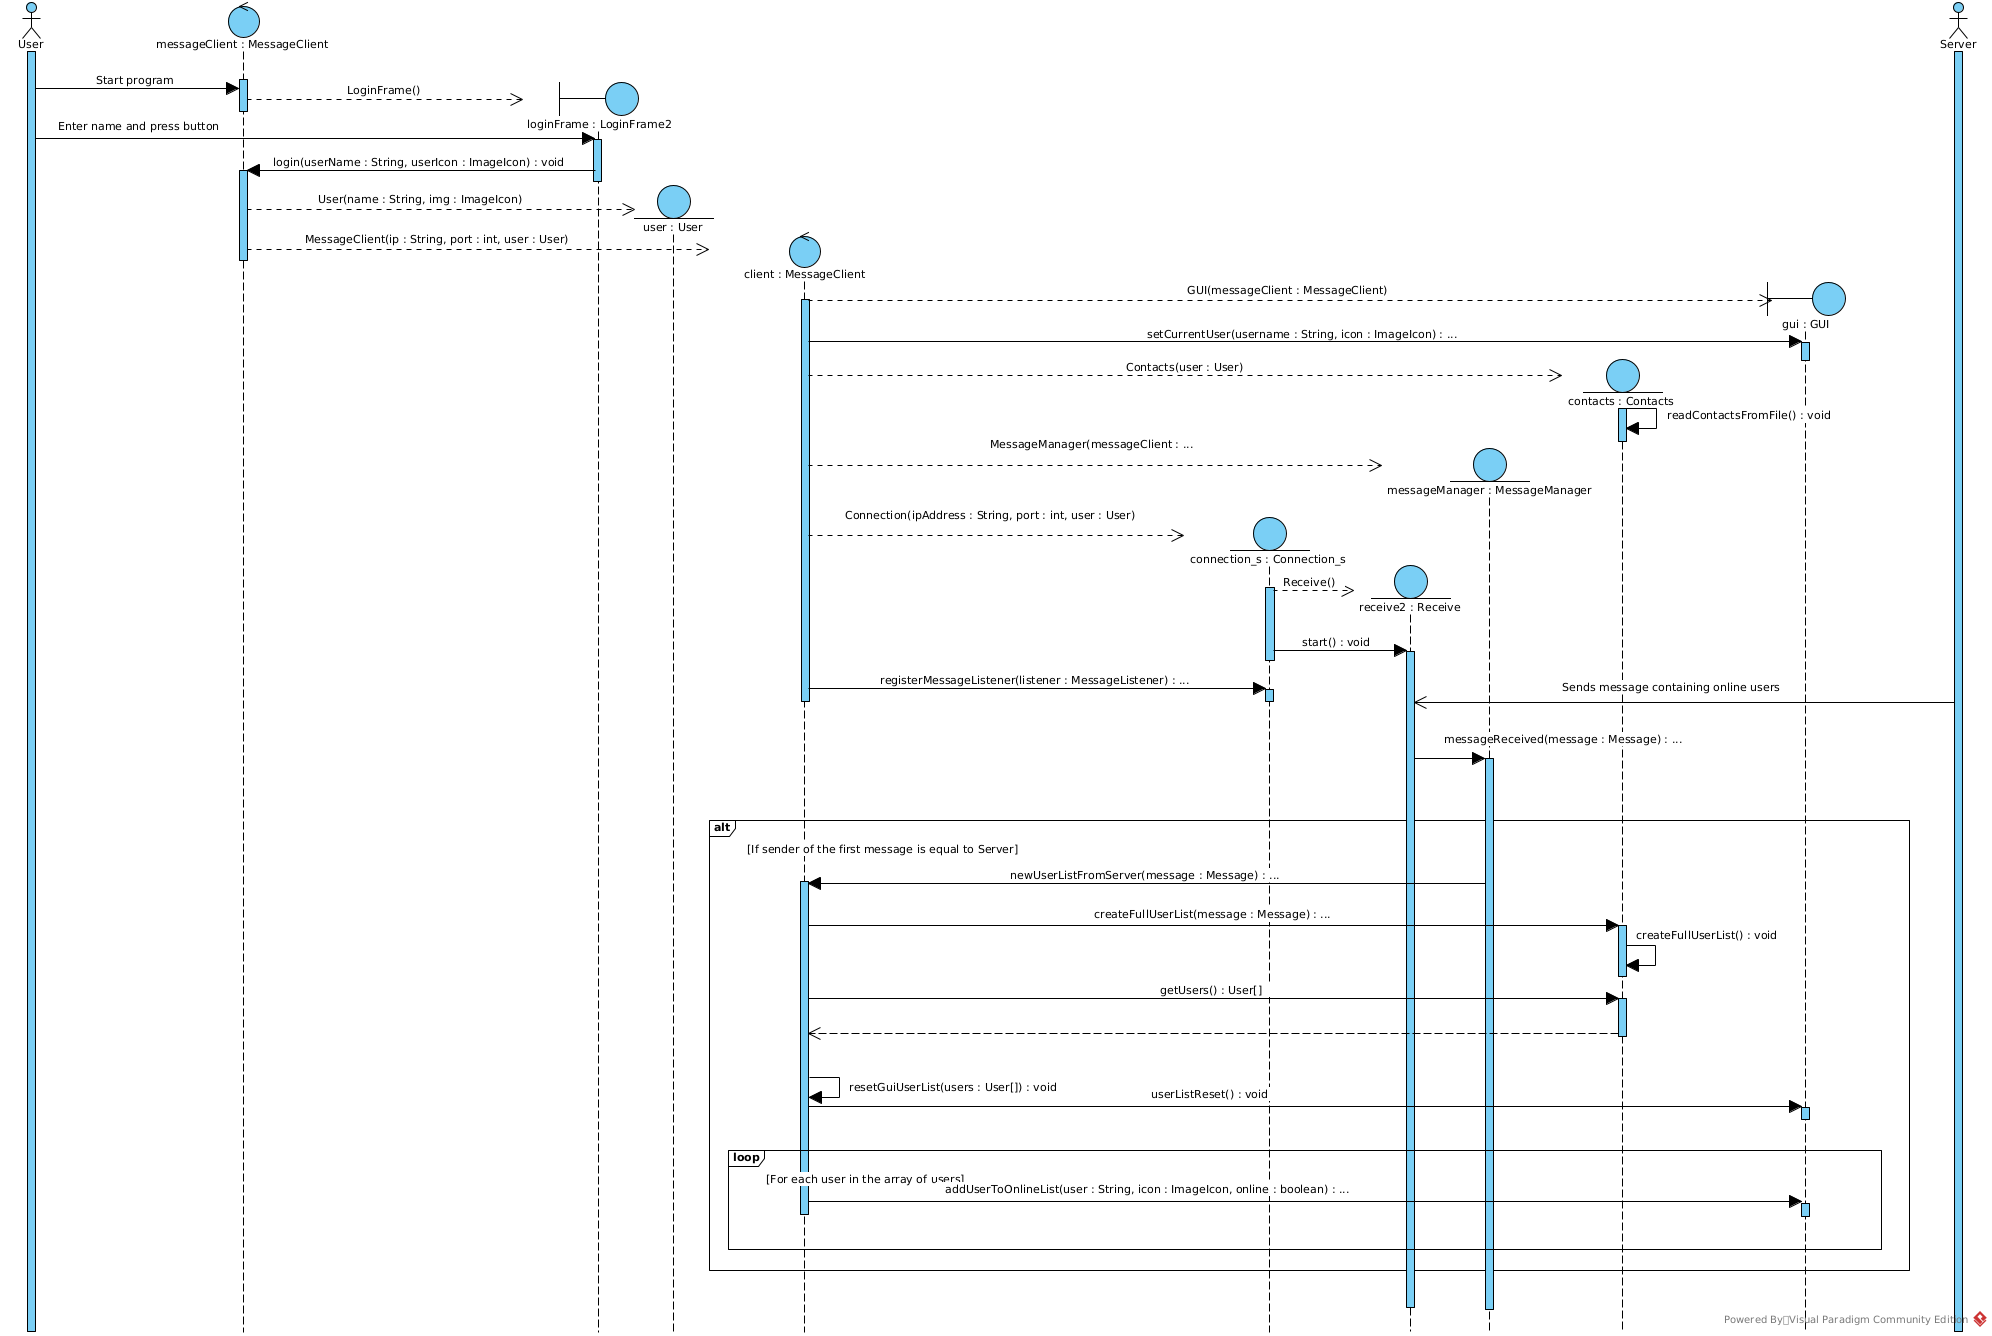 User
messageClient : MessageClient
Server
Start program
LoginFrame()
loginFrame : LoginFrame2
Enter name and press button
login(userName : String, userIcon : ImageIcon) : void
User(name : String, img : ImageIcon)
user : User
MessageClient(ip : String, port : int, user : User)
client : MessageClient
GUI(messageClient : MessageClient)
gui : GUI
setCurrentUser(username : String, icon : ImageIcon) : ...
Contacts(user : User)
contacts : Contacts
readContactsFromFile() : void
MessageManager(messageClient : ...
messageManager : MessageManager
Connection(ipAddress : String, port : int, user : User)
connection_s : Connection_s
Receive()
receive2 : Receive
start() : void
registerMessageListener(listener : MessageListener) : ...
Sends message containing online users
messageReceived(message : Message) : ...
alt
[If sender of the first message is equal to Server]
newUserListFromServer(message : Message) : ...
createFullUserList(message : Message) : ...
createFullUserList() : void
getUsers() : User[]
resetGuiUserList(users : User[]) : void
userListReset() : void
loop
[For each user in the array of users]
addUserToOnlineList(user : String, icon : ImageIcon, online : boolean) : ...
Powered By Visual Paradigm Community Edition